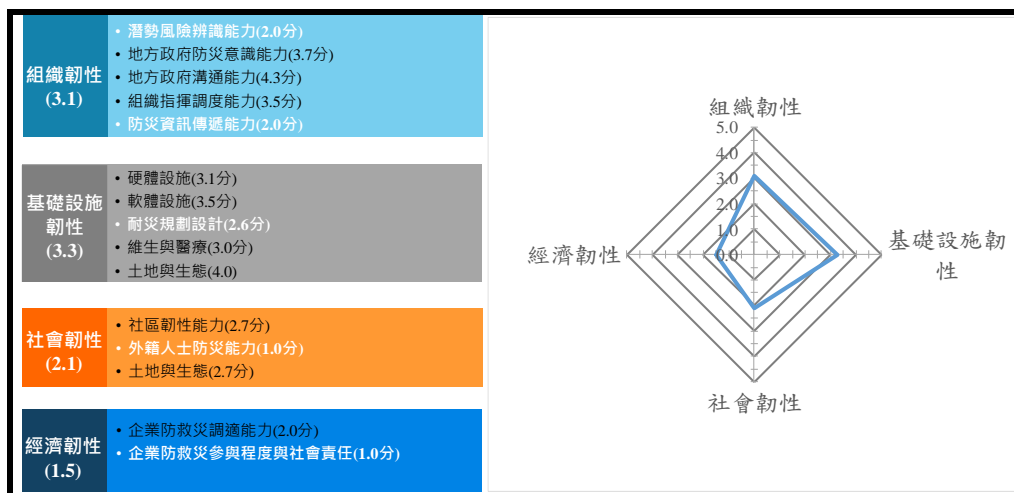 組織韌性
(3.1)
• 潛勢風險辨識能力(2.0分)
• 地方政府防災意識能力(3.7分)
• 地方政府溝通能力(4.3分)
• 組織指揮調度能力(3.5分)
• 防災資訊傳遞能力(2.0分)
基礎設施
韌性
(3.3)
• 硬體設施(3.1分)
• 軟體設施(3.5分)
• 耐災規劃設計(2.6分)
• 維生與醫療(3.0分)
• 土地與生態(4.0)
社會韌性
(2.1)
• 社區韌性能力(2.7分)
• 外籍人士防災能力(1.0分)
• 土地與生態(2.7分)
經濟韌性
(1.5)
• 企業防救災調適能力(2.0分)
• 企業防救災參與程度與社會責任(1.0分)
組織韌性
5.0
4.0
3.0
2.0
1.0
0.0
經濟韌性
基礎設施韌
性
社會韌性